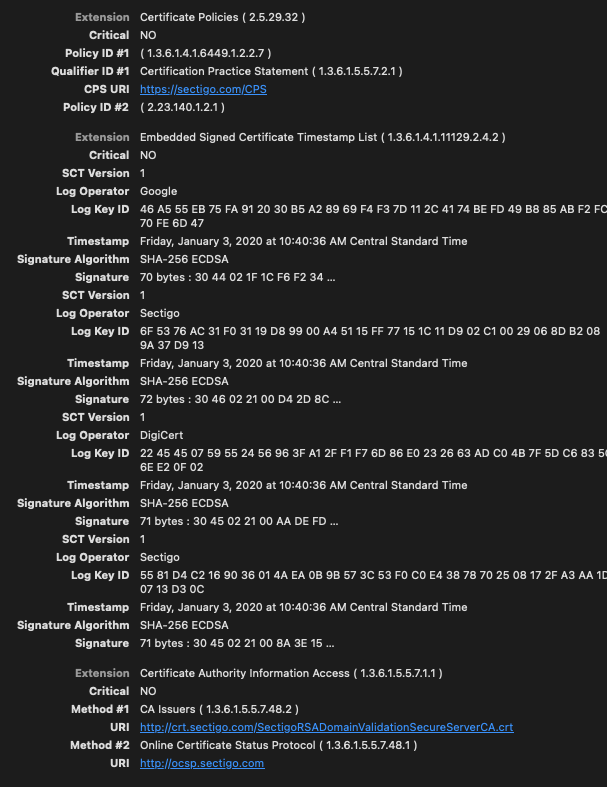 Extension Certificate Policies ( 2.5.29.32 )
Critical NO
Policy ID #1 ( 1.3.6.1.4.1.6449.1.2.2.7 )
Qualifier ID #1 Certification Practice Statement ( 1.3.6.1.5.5.7.2.1 )
CPS URI https://sectigo.com/CPS
Policy ID #2 ( 2.23.140.1.2.1 )
Extension Embedded Signed Certificate Timestamp List ( 1.3.6.1.4.1.11129.2.4.2 )
Critical NO
SCT Version 1
Log Operator Google
Log Key ID 46 A5 55 EB 75 FA 91 20 30 B5 A2 89 69 F4 F3 7D 11 2C 41 74 BE FD 49 B8 85 AB F2 FC
70 FE 6D 47
Timestamp Friday, January 3, 2020 at 10:40:36 AM Central Standard Time
Signature Algorithm SHA-256 ECDSA
Signature 70 bytes : 30 44 02 1F 1C F6 F2 34 ...
SCT Version 1
Log Operator Sectigo
Log Key ID 6F 53 76 AC 31 F0 31 19 D8 99 00 A4 51 15 FF 77 15 1C 11 D9 02 C1 00 29 06 8D B2 08
9A 37 D9 13
Timestamp Friday, January 3, 2020 at 10:40:36 AM Central Standard Time
Signature Algorithm SHA-256 ECDSA
Signature 72 bytes : 30 46 02 21 00 D4 2D 8C ...
SCT Version 1
Log Operator DigiCert
Log Key ID 22 45 45 07 59 55 24 56 96 3F A1 2F F1 F7 6D 86 E0 23 26 63 AD C0 4B 7F 5D C6 83 5C
6E E2 0F 02
Timestamp Friday, January 3, 2020 at 10:40:36 AM Central Standard Time
Signature Algorithm SHA-256 ECDSA
Signature 71 bytes : 30 45 02 21 00 AA DE FD ...
SCT Version 1
Log Operator Sectigo
Log Key ID 55 81 D4 C2 16 90 36 01 4A EA 0B 9B 57 3C 53 F0 C0 E4 38 78 70 25 08 17 2F A3 AA 1D
07 13 D3 0C
Timestamp Friday, January 3, 2020 at 10:40:36 AM Central Standard Time
Signature Algorithm SHA-256 ECDSA
Signature 71 bytes : 30 45 02 21 00 8A 3E 15 ...
Extension Certificate Authority Information Access ( 1.3.6.1.5.5.7.1.1 )
Critical NO
Method #1 CA Issuers ( 1.3.6.1.5.5.7.48.2 )
URI http://crt.sectigo.com/SectigoRSADomainValidationSecureServerCA.crt
Method #2 Online Certificate Status Protocol ( 1.3.6.1.5.5.7.48.1 )
URI http://ocsp.sectigo.com